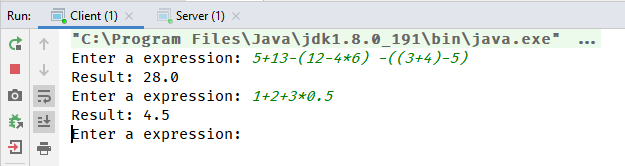 Run: Client (1) × Server (1) ×
"C:\Program Files\Java\jdk1.8.0_191\bin\java.exe" ...
Enter a expression: 5+13-(12-4*6) -((3+4)-5)
Result: 28.0
Enter a expression: 1+2+3*0.5
Result: 4.5
Enter a expression: